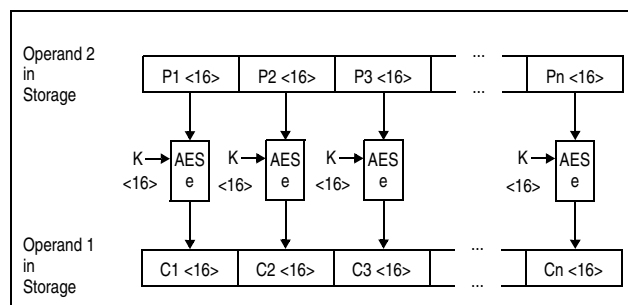 Operand 2
in
Storage
P1 <16> P2 <16> P3 <16> ... Pn <16>
...
K AES e K AES e K AES e K AES e
<16> <16> <16> <16>
Operand 1
in
Storage
...
C1 <16> C2 <16> C3 <16> Cn <16>
...